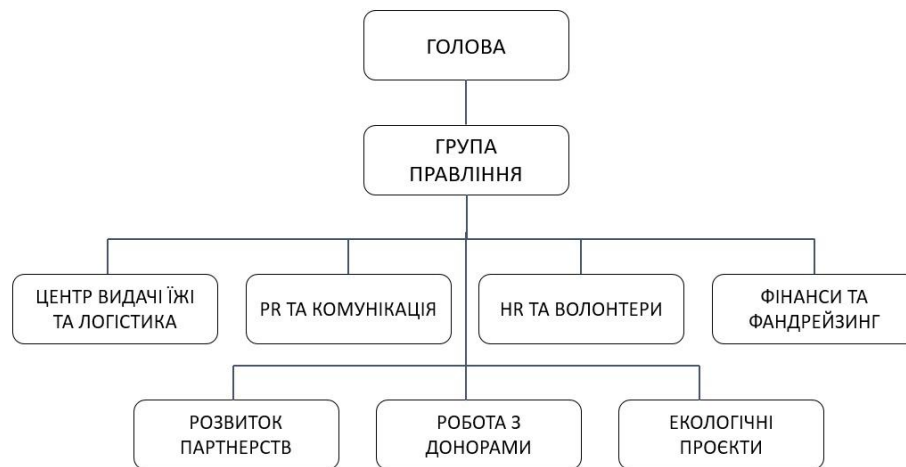 ГОЛОВА
ГРУПА
ПРАВЛІННЯ
ЦЕНТР ВИДАЧІ ЇЖІ
ТА ЛОГІСТИКА
PR ТА КОМУНІКАЦІЯ
HR ТА ВОЛОНТЕРИ
ФІНАНСИ ТА
ФАНДРЕЙЗИНГ
РОЗВИТОК
ПАРТНЕРСТВ
РОБОТА З
ДОНОРАМИ
ЕКОЛОГІЧНІ
ПРОЄКТИ